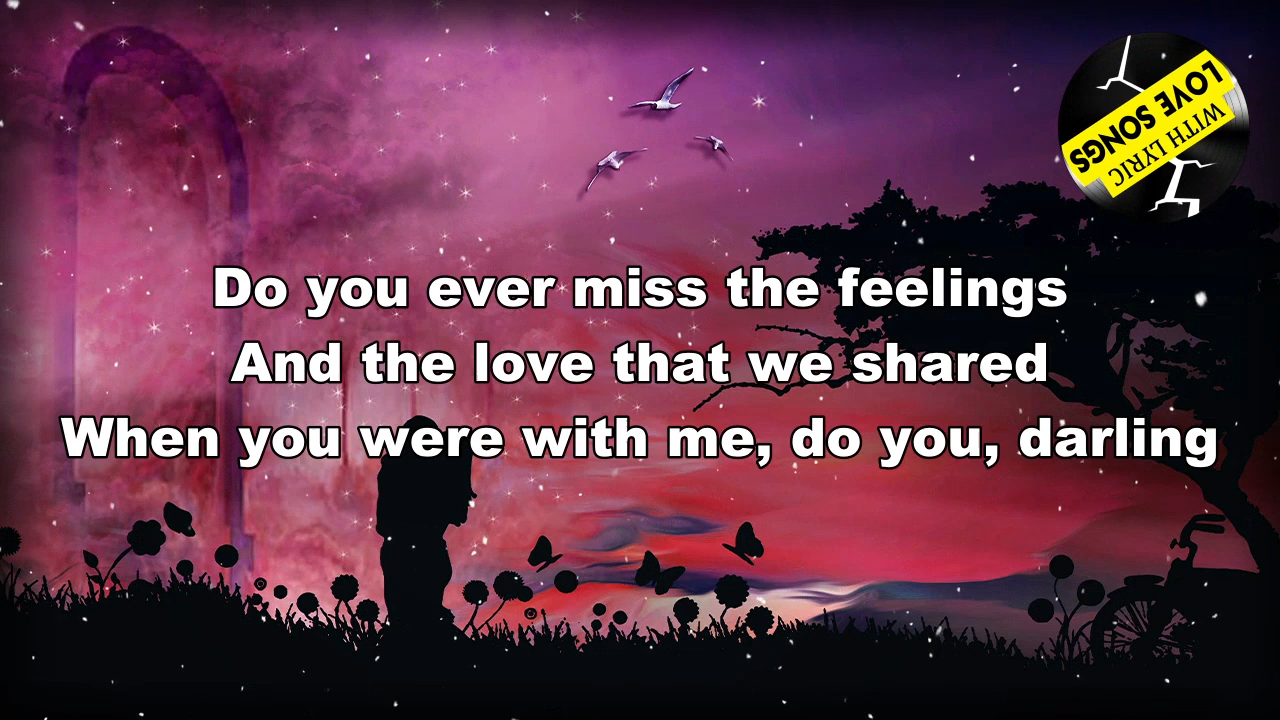 LOVE SONGS
WITH LYRIC
Do you ever miss the feelings
And the love that we shared
When you were with me, do you, darling